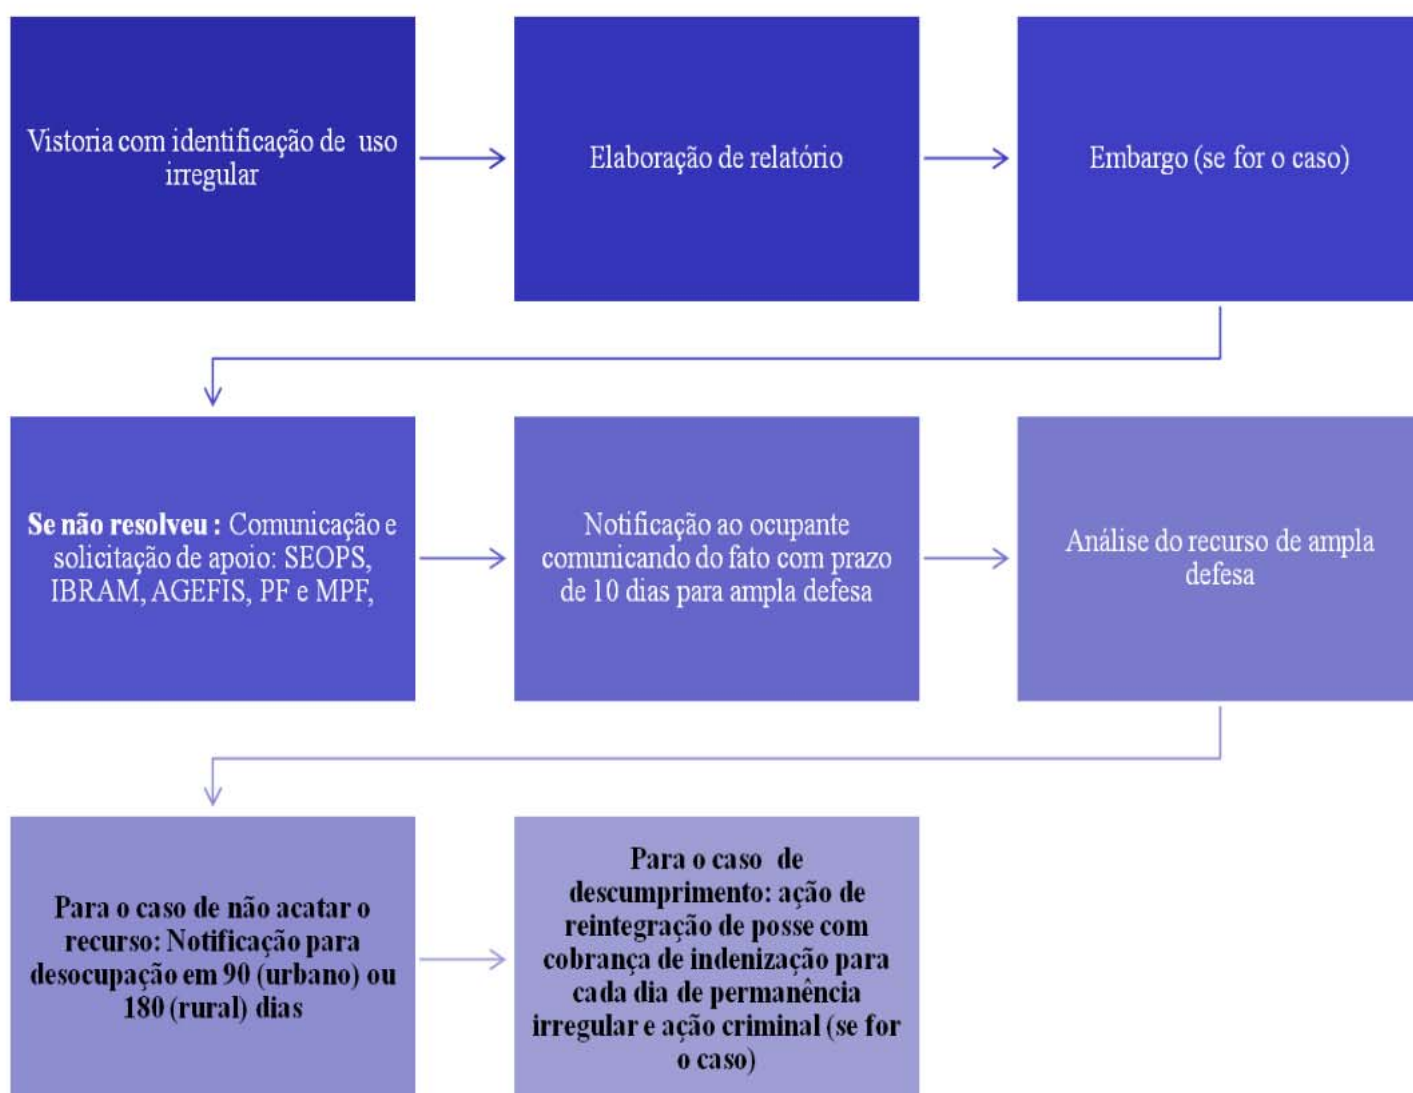 Vistoria com identificação de uso
irregular
Elaboração de relatório
Embargo (se for o caso)
Se não resolveu : Comunicação e
solicitação de apoio: SEOPS,
IBRAM, AGEFIS, PF e MPF,
Notificação ao ocupante
comunicando do fato com prazo
de 10 dias para ampla defesa
Análise do recurso de ampla
defesa
Para o caso de não acatar o
recurso: Notificação para
desocupação em 90 (urbano) ou
180 (rural) dias
Para o caso de
descumprimento: ação de
reintegração de posse com
cobrança de indenização para
cada dia de permanência
irregular e ação criminal (se for
o caso)